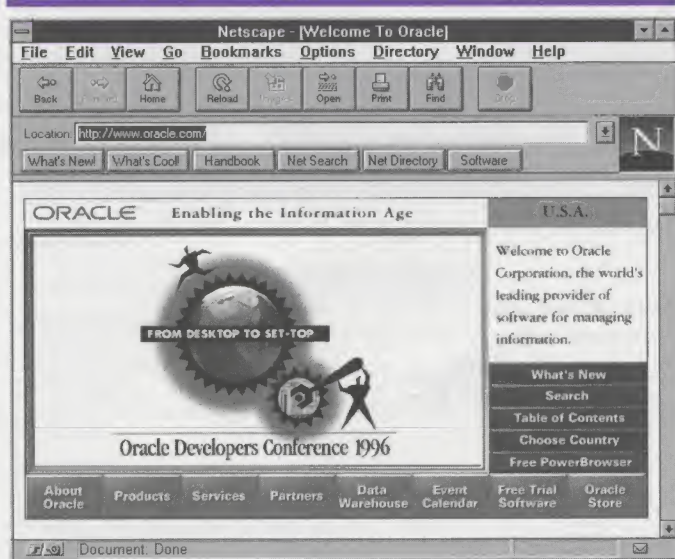 Netscape - [Welcome To Oracle]
File Edit View Go Bookmarks Options Directory Window Help
Back Forward Home Reload Images Open Print Find Stop
Location: http://www.oracle.com/
What's New! What's Cool! Handbook Net Search Net Directory Software
N
ORACLE Enabling the Information Age
U.S.A.
FROM DESKTOP TO SET-TOP
Oracle Developers Conference 1996
Welcome to Oracle
Corporation, the world's
leading provider of
software for managing
information.
What's New
Search
Table of Contents
Choose Country
Free PowerBrowser
About Oracle
Products
Services
Partners
Data Warehouse
Event Calendar
Free Trial Software
Oracle Store
Document: Done